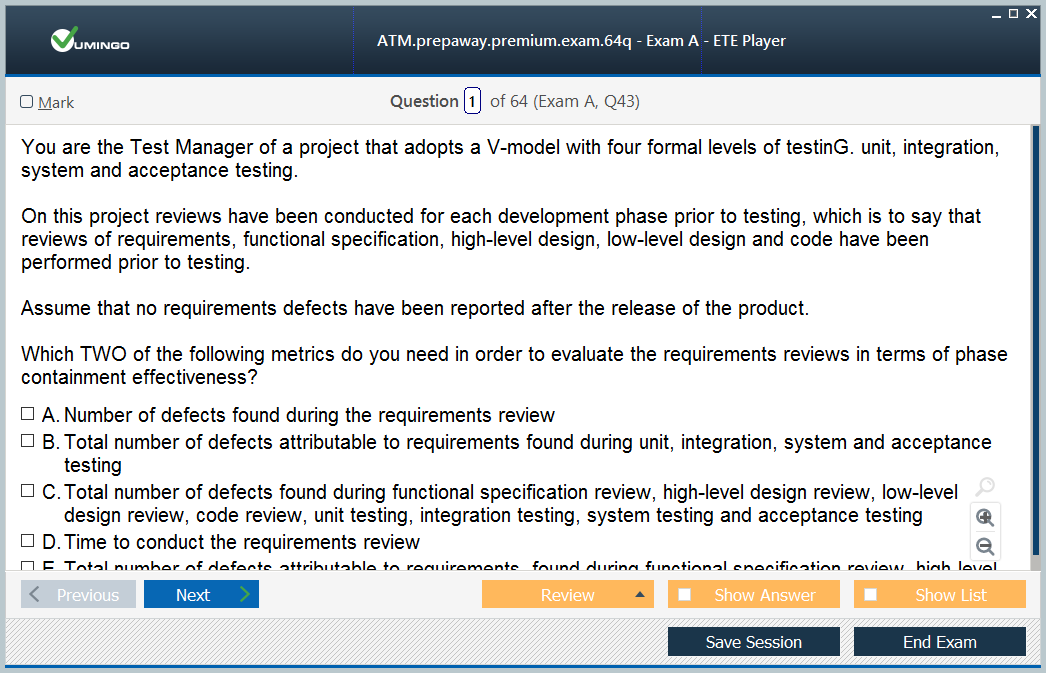 VUMINGO
ATM.prepaway.premium.exam.64q - Exam A - ETE Player
Mark
Question 1 of 64 (Exam A, Q43)
You are the Test Manager of a project that adopts a V-model with four formal levels of testinG. unit, integration,
system and acceptance testing.
On this project reviews have been conducted for each development phase prior to testing, which is to say that
reviews of requirements, functional specification, high-level design, low-level design and code have been
performed prior to testing.
Assume that no requirements defects have been reported after the release of the product.
Which TWO of the following metrics do you need in order to evaluate the requirements reviews in terms of phase
containment effectiveness?
A. Number of defects found during the requirements review
B. Total number of defects attributable to requirements found during unit, integration, system and acceptance
testing
C. Total number of defects found during functional specification review, high-level design review, low-level
design review, code review, unit testing, integration testing, system testing and acceptance testing
D. Time to conduct the requirements review
E. Total number of defects attributable to requirements, found during functional specification review, high-level
Previous
Next
Review
Show Answer
Show List
Save Session
End Exam